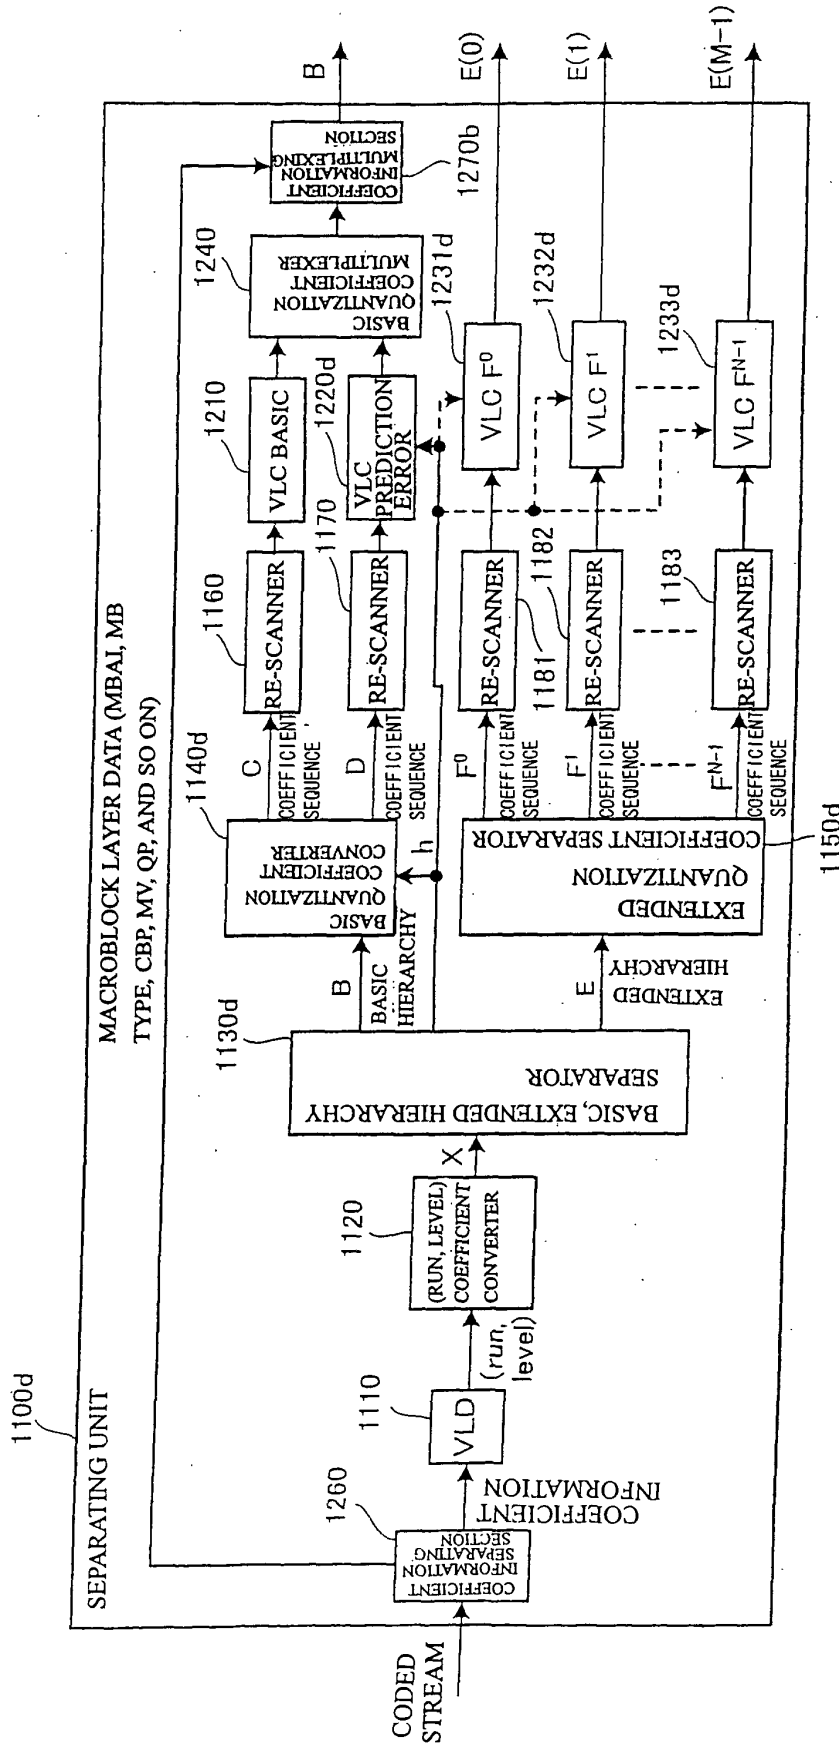 1100d
SEPARATING UNIT
MACROBLOCK LAYER DATA (MBAI, MB
TYPE, CBP, MV, QP, AND SO ON)
CODED
STREAM
1260
COEFFICIENT
INFORMATION
SEPARATING
SECTION
COEFFICIENT
INFORMATION
1110
VLD
(run,
level)
1120
(RUN, LEVEL)
COEFFICIENT
CONVERTER
X
1130d
BASIC, EXTENDED HIERARCHY
SEPARATOR
B
BASIC
HIERARCHY
h
E
EXTENDED
HIERARCHY
1140d
BASIC
QUANTIZATION
COEFFICIENT
CONVERTER
1150d
EXTENDED
QUANTIZATION
COEFFICIENT SEPARATOR
C
COEFFICIENT
SEQUENCE
D
COEFFICIENT
SEQUENCE
F⁰
COEFFICIENT
SEQUENCE
F¹
COEFFICIENT
SEQUENCE
Fᴺ⁻¹
COEFFICIENT
SEQUENCE
1160
RE-SCANNER
1170
RE-SCANNER
1181
RE-SCANNER
1182
RE-SCANNER
1183
RE-SCANNER
1210
VLC BASIC
1220d
VLC
PREDICTION
ERROR
1231d
VLC F⁰
1232d
VLC F¹
1233d
VLC Fᴺ⁻¹
1240
BASIC
QUANTIZATION
COEFFICIENT
MULTIPLEXER
1270b
COEFFICIENT
INFORMATION
MULTIPLEXING
SECTION
B
E(0)
E(1)
E(M-1)